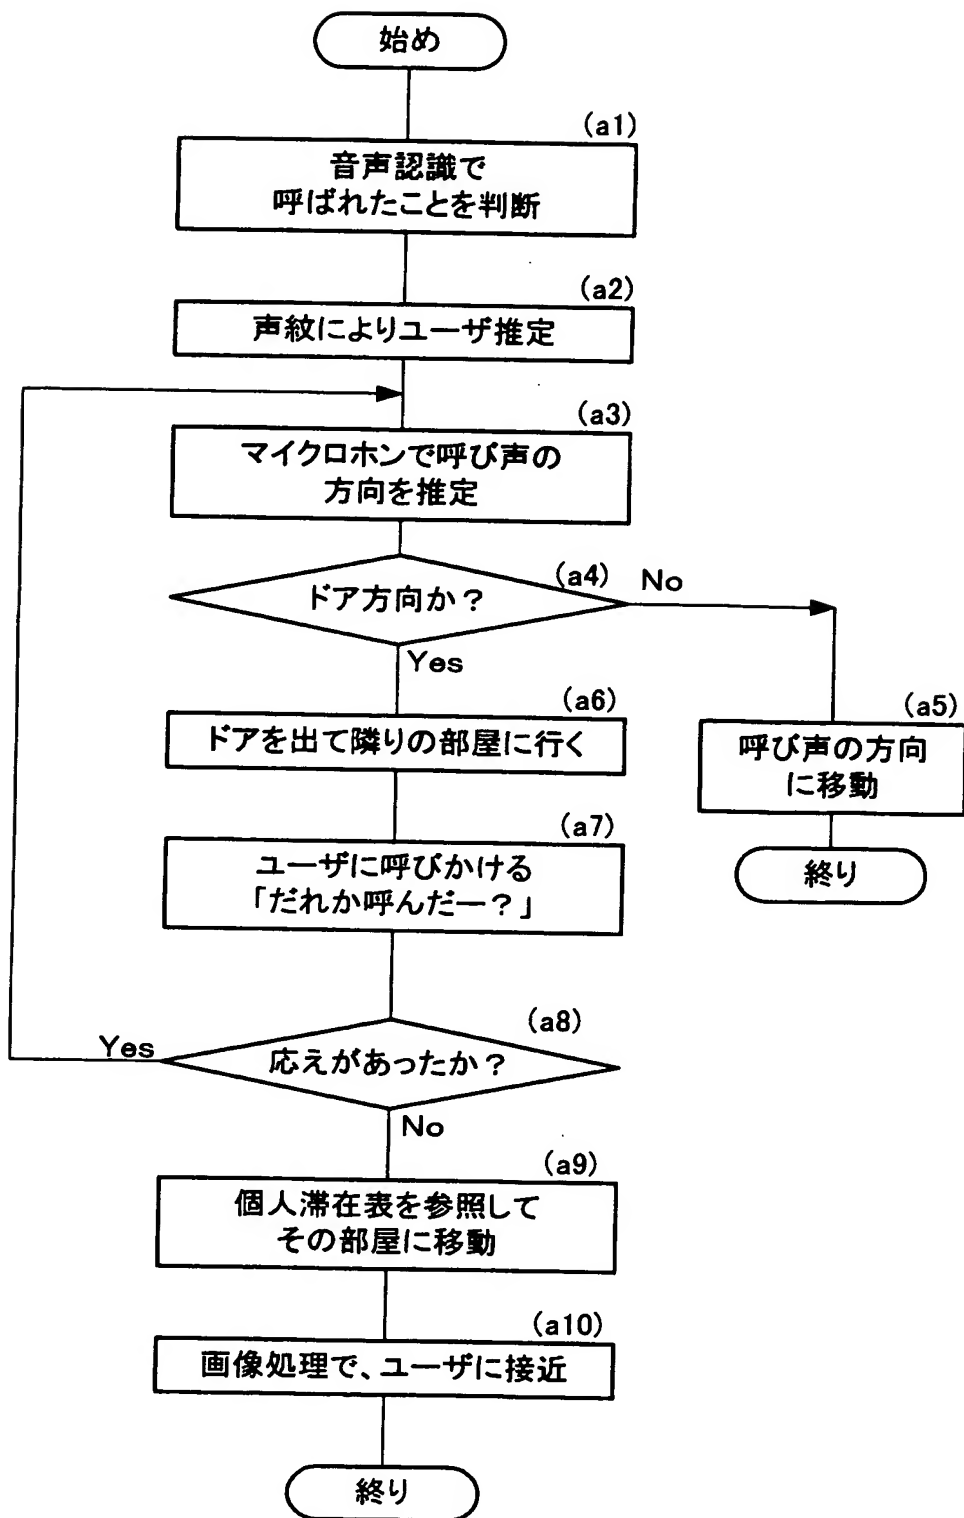 始め
(a1)
音声認識で
呼ばれたことを判断
(a2)
声紋によりユーザ推定
(a3)
マイクロホンで呼び声の
方向を推定
(a4)
ドア方向か？
No
Yes
(a5)
呼び声の方向
に移動
終り
(a6)
ドアを出て隣りの部屋に行く
(a7)
ユーザに呼びかける
「だれか呼んだー？」
(a8)
応えがあったか？
Yes
No
(a9)
個人滞在表を参照して
その部屋に移動
(a10)
画像処理で、ユーザに接近
終り